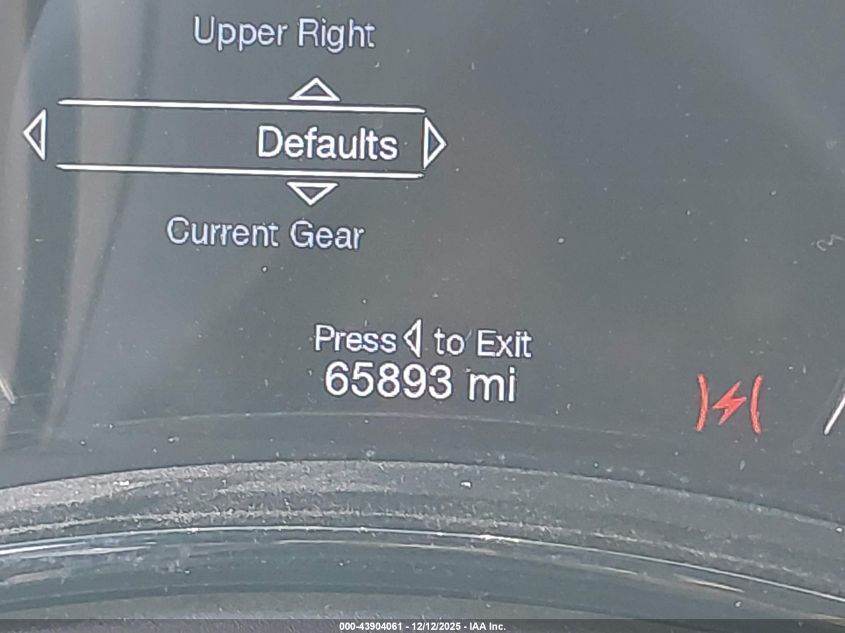 Upper Right
Defaults
Current Gear
Press ◁ to Exit
65893 mi
000-43904061 - 12/12/2025 - IAA Inc.